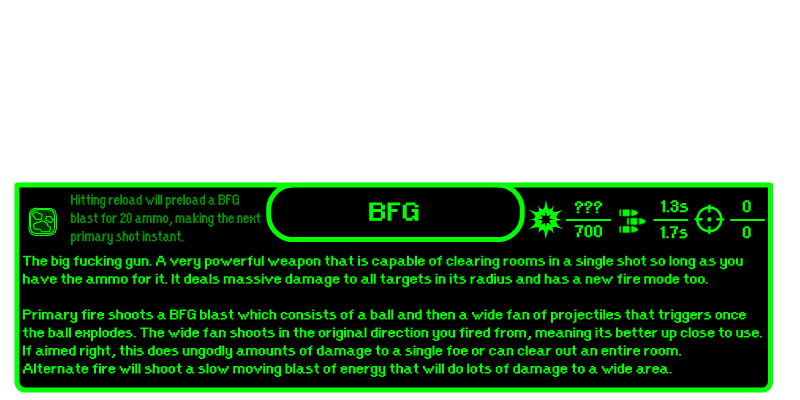 Hitting reload will preload a BFG
blast for 20 ammo, making the next
primary shot instant.
BFG
??? 1.3s 0
700 1.7s 0
The big fucking gun. A very powerful weapon that is capable of clearing rooms in a single shot so long as you
have the ammo for it. It deals massive damage to all targets in its radius and has a new fire mode too.
Primary fire shoots a BFG blast which consists of a ball and then a wide fan of projectiles that triggers once
the ball explodes. The wide fan shoots in the original direction you fired from, meaning its better up close to use.
If aimed right, this does ungodly amounts of damage to a single foe or can clear out an entire room.
Alternate fire will shoot a slow moving blast of energy that will do lots of damage to a wide area.